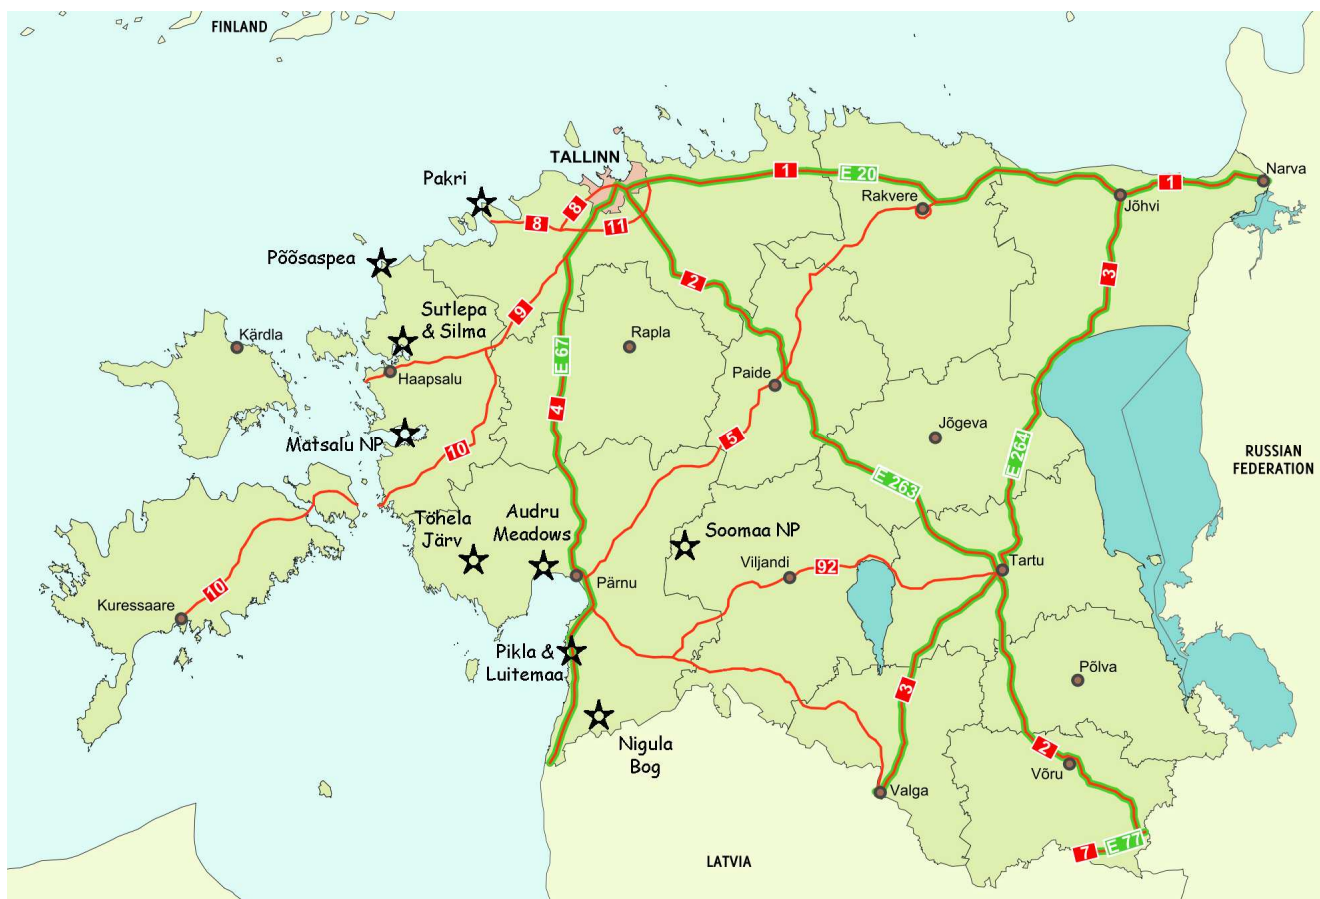 FINLAND
TALLINN
Pakri
Narva
1
E 20
1
Rakvere
Jõhvi
8
8
11
Põõsaspea
3
2
Sutlepa
& Silma
9
Kärdla
Rapla
E 67
Haapsalu
Paide
4
Jõgeva
5
Matsalu NP
10
E 264
RUSSIAN
FEDERATION
E 263
Töhela
Järv
Audru
Meadows
Soomaa NP
Viljandi
92
Tartu
Pärnu
10
Kuressaare
Pikla &
Luitemaa
Põlva
3
Nigula
Bog
2
Võru
Valga
7
E 77
LATVIA